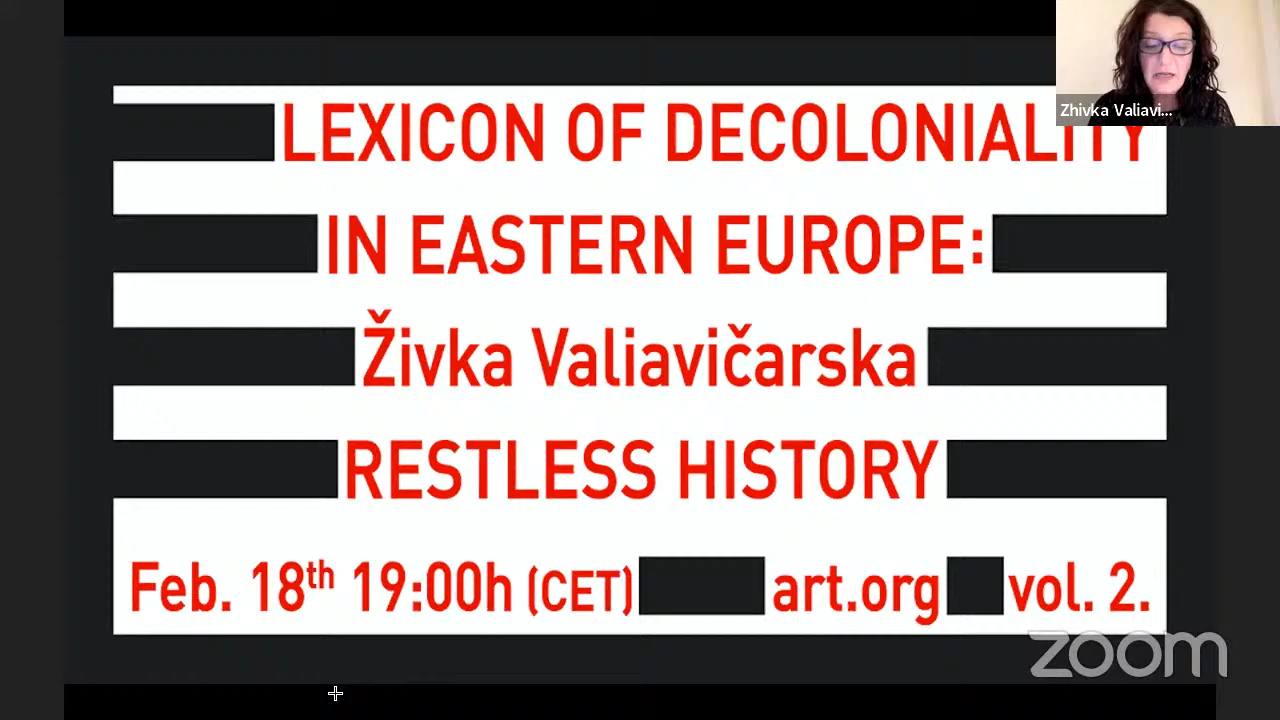 Zhivka Valiavi...
LEXICON OF DECOLONIALITY
IN EASTERN EUROPE:
Živka Valiavičarska
RESTLESS HISTORY
Feb. 18th 19:00h (CET) art.org vol. 2.
zoom